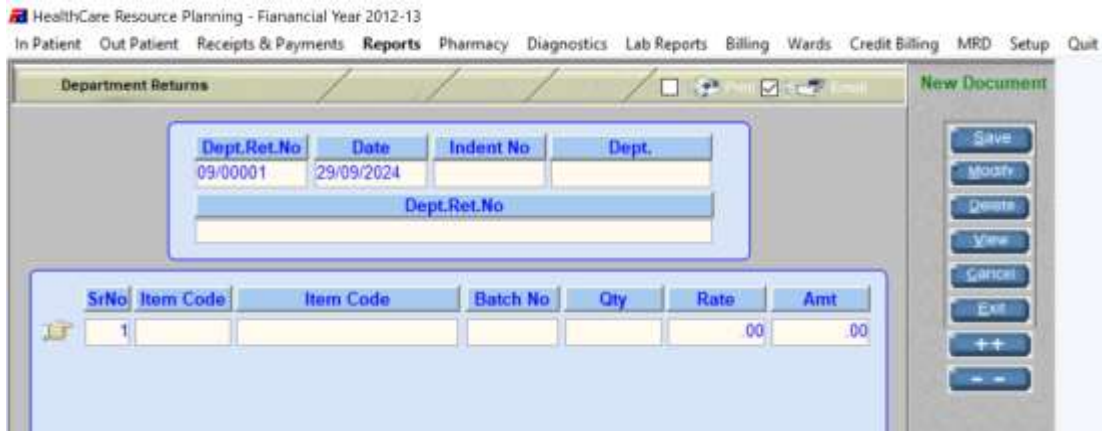 HealthCare Resource Planning - Fianancial Year 2012-13
In Patient Out Patient Receipts & Payments Reports Pharmacy Diagnostics Lab Reports Billing Wards Credit Billing MRD Setup Quit
Department Returns Print Email New Document
Dept.Ret.No Date Indent No Dept.
09/00001 29/09/2024
Dept.Ret.No
SrNo Item Code Item Code Batch No Qty Rate Amt
1 .00 .00
Save
Modify
Delete
View
Cancel
Exit
++
- -